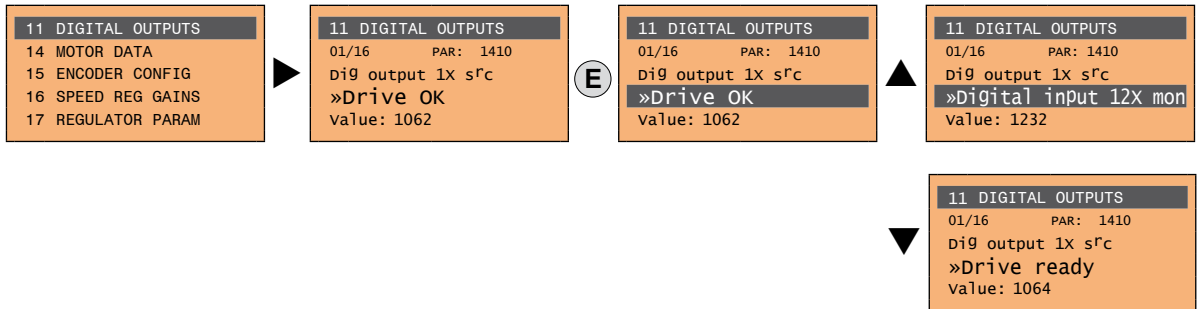 11 DIGITAL OUTPUTS
14 MOTOR DATA
15 ENCODER CONFIG
16 SPEED REG GAINS
17 REGULATOR PARAM
11 DIGITAL OUTPUTS
01/16 PAR: 1410
Dig output 1X src
»Drive OK
Value: 1062
E
11 DIGITAL OUTPUTS
01/16 PAR: 1410
Dig output 1X src
»Drive OK
Value: 1062
11 DIGITAL OUTPUTS
01/16 PAR: 1410
Dig output 1X src
»Digital input 12X mon
Value: 1232
11 DIGITAL OUTPUTS
01/16 PAR: 1410
Dig output 1X src
»Drive ready
Value: 1064